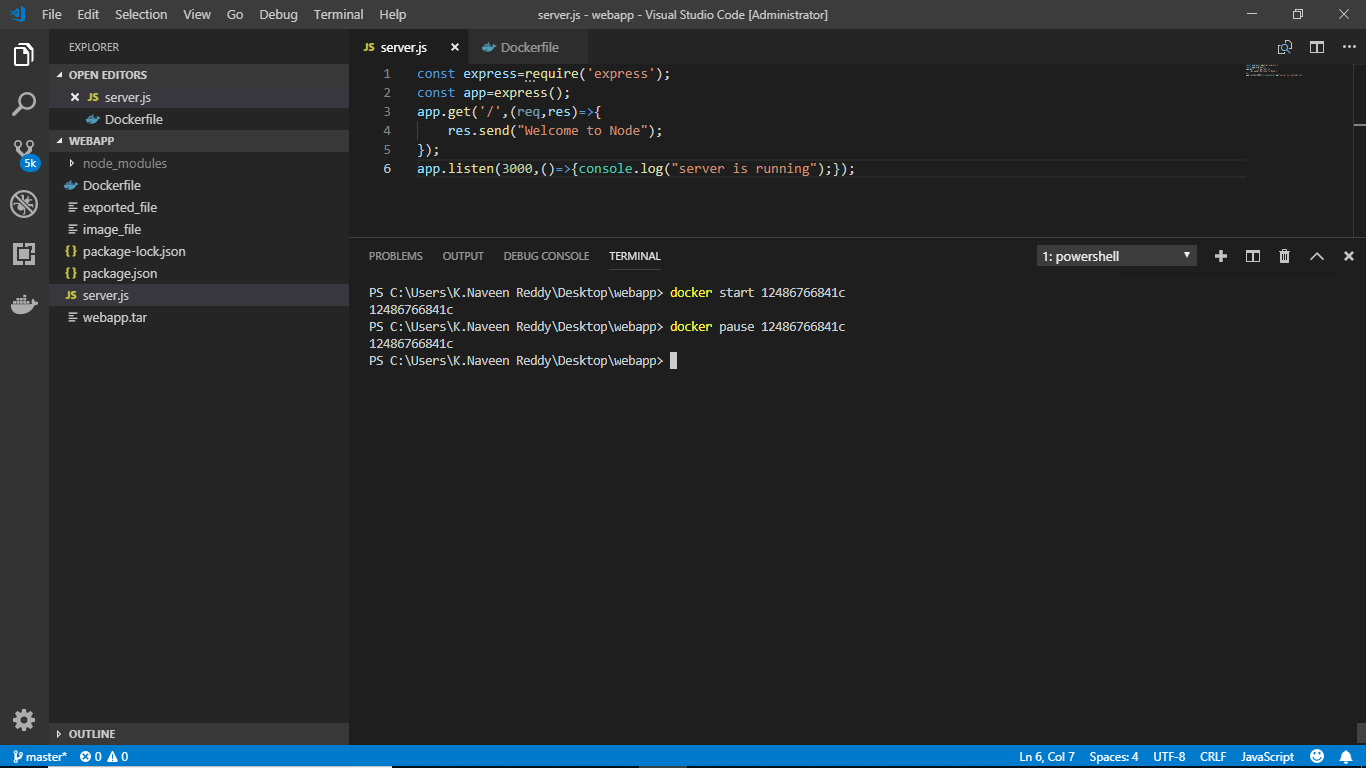 File Edit Selection View Go Debug Terminal Help server.js - webapp - Visual Studio Code [Administrator]
EXPLORER
OPEN EDITORS
JS server.js
Dockerfile
WEBAPP
node_modules
Dockerfile
exported_file
image_file
{} package-lock.json
{} package.json
JS server.js
webapp.tar
OUTLINE
5k
JS server.js Dockerfile
1 const express=require('express');
2 const app=express();
3 app.get('/',(req,res)=>{
4 res.send("Welcome to Node");
5 });
6 app.listen(3000,()=>{console.log("server is running");});
PROBLEMS OUTPUT DEBUG CONSOLE TERMINAL 1: powershell
PS C:\Users\K.Naveen Reddy\Desktop\webapp> docker start 12486766841c
12486766841c
PS C:\Users\K.Naveen Reddy\Desktop\webapp> docker pause 12486766841c
12486766841c
PS C:\Users\K.Naveen Reddy\Desktop\webapp>
master* 0 0 Ln 6, Col 7 Spaces: 4 UTF-8 CRLF JavaScript